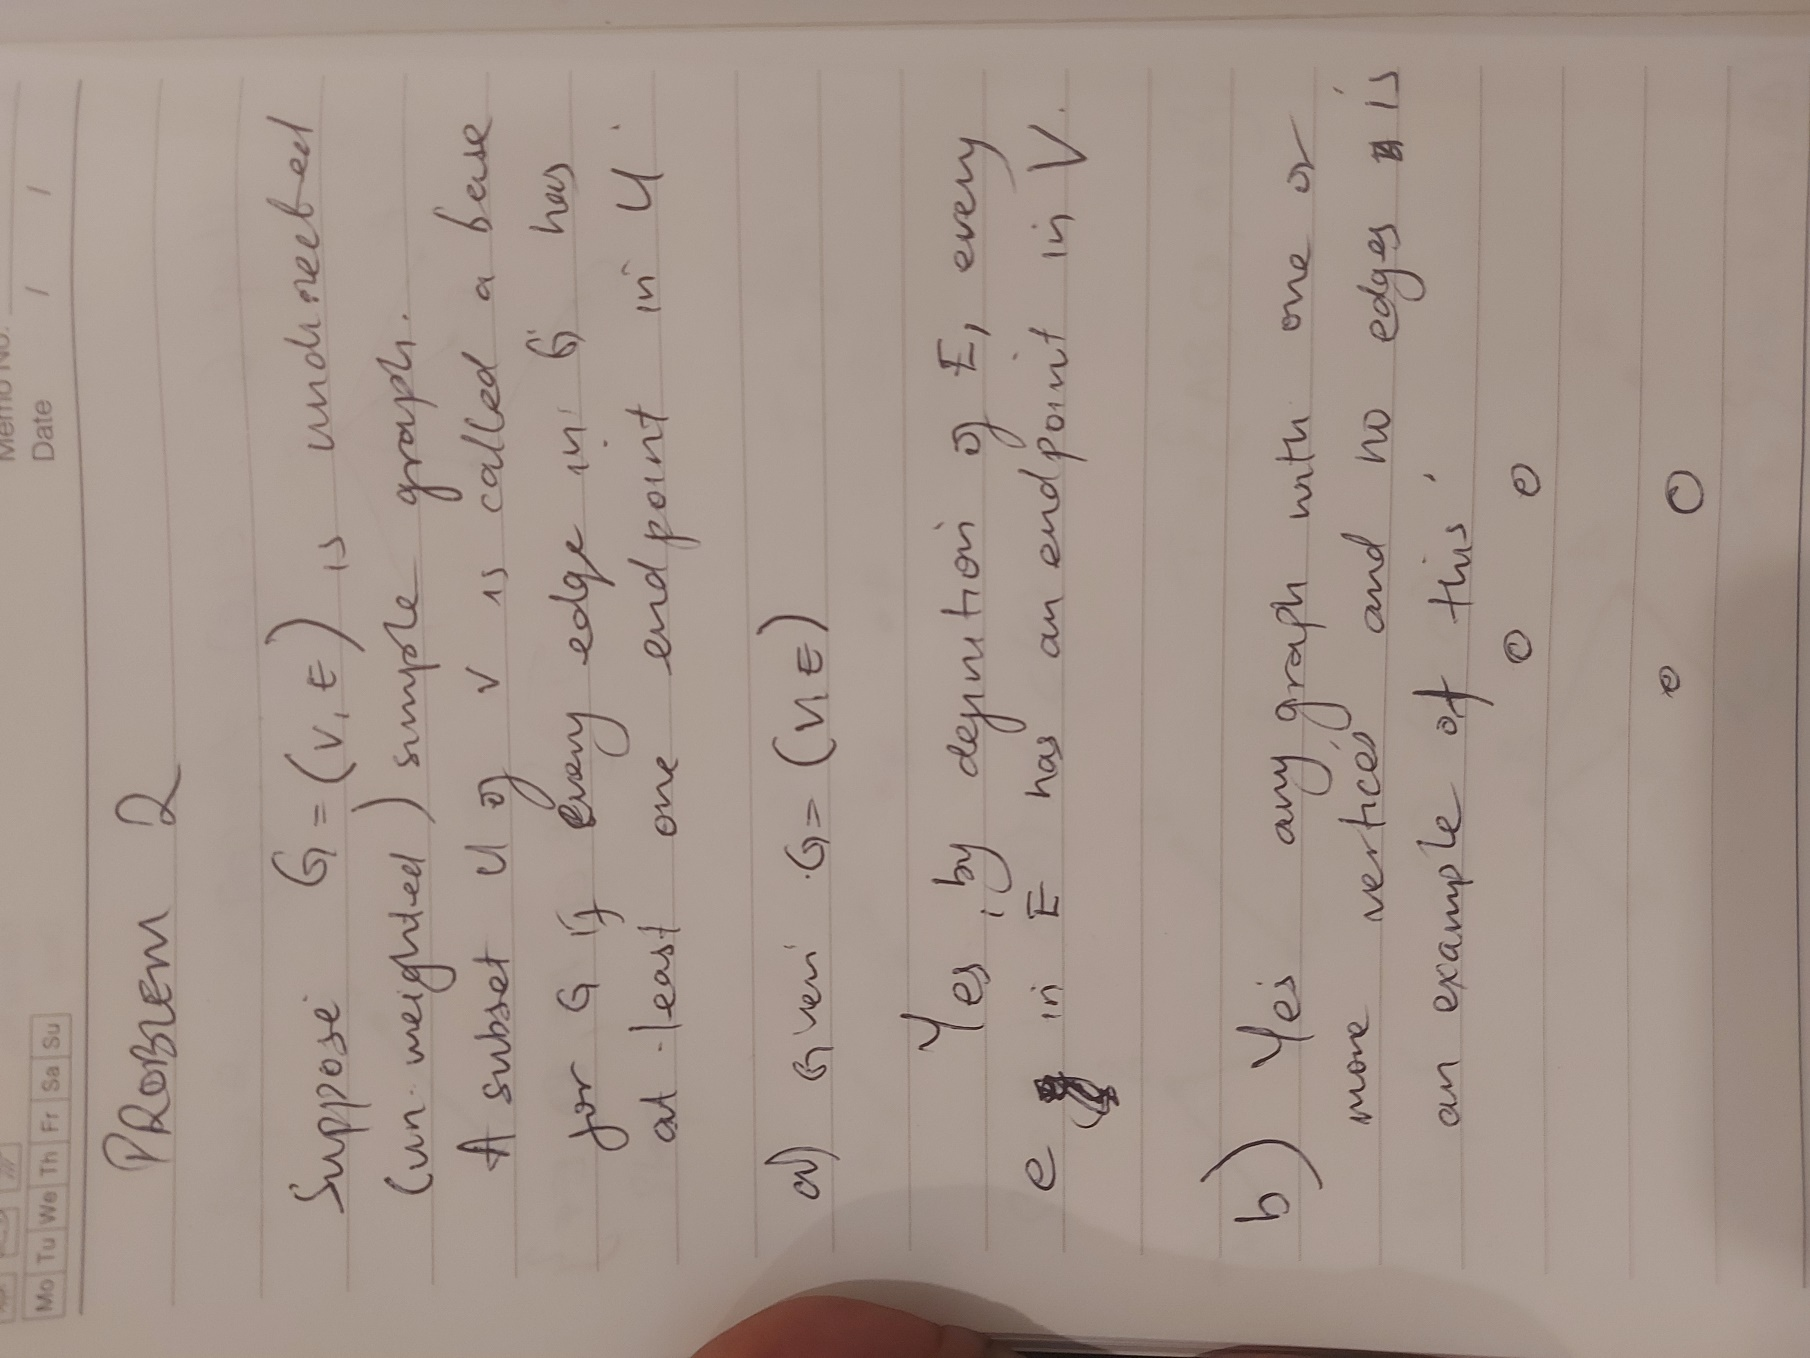 Memo No.
Mo Tu We Th Fr Sa Su
Date / /
PROBLEM 2
Suppose G = (V, E) is undirected
(un-weighted) simple graph.
A subset U of V is called a base
for G if every edge in G has
at-least one endpoint in U.
a) Given G = (V, E)
Yes, by definition of E, every
e in E has an endpoint in V.
b) Yes any graph with one or
more vertices and no edges is
an example of this.